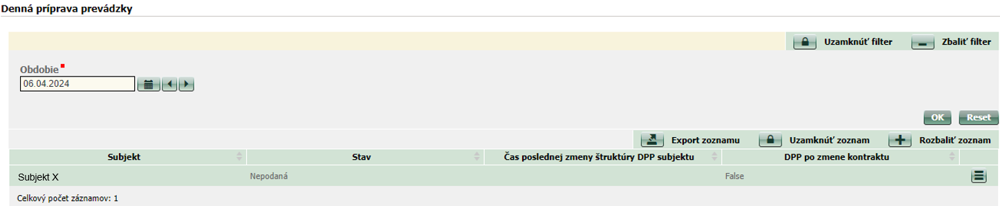 Denná príprava prevádzky
Uzamknúť filter Zbaliť filter
Obdobie
06.04.2024
OK Reset
Export zoznamu Uzamknúť zoznam Rozbaliť zoznam
Subjekt Stav Čas poslednej zmeny štruktúry DPP subjektu DPP po zmene kontraktu
Subjekt X Nepodaná False
Celkový počet záznamov: 1